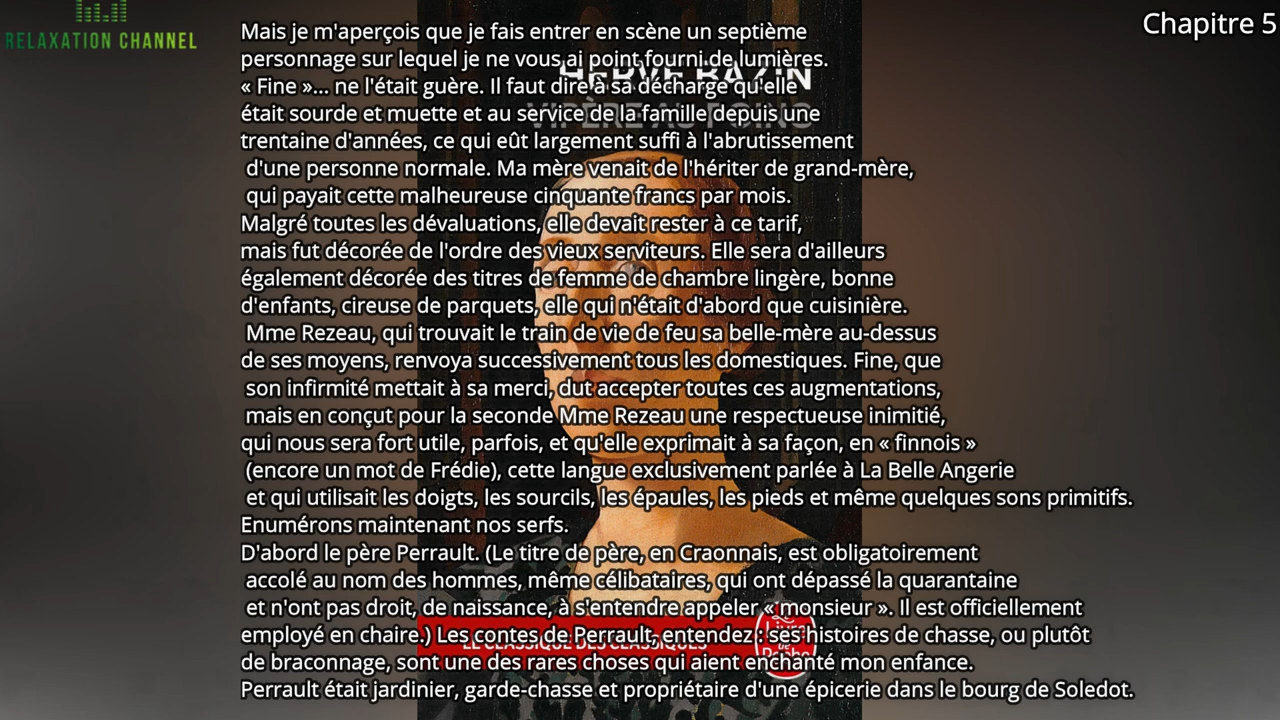 RELAXATION CHANNEL
Chapitre 5
Mais je m'aperçois que je fais entrer en scène un septième
personnage sur lequel je ne vous ai point fourni de lumières.
HERVÉ BAZIN
« Fine »... ne l'était guère. Il faut dire à sa décharge qu'elle
VIPÈRE AU POING
était sourde et muette et au service de la famille depuis une
trentaine d'années, ce qui eût largement suffi à l'abrutissement
d'une personne normale. Ma mère venait de l'hériter de grand-mère,
qui payait cette malheureuse cinquante francs par mois.
Malgré toutes les dévaluations, elle devait rester à ce tarif,
mais fut décorée de l'ordre des vieux serviteurs. Elle sera d'ailleurs
également décorée des titres de femme de chambre lingère, bonne
d'enfants, cireuse de parquets, elle qui n'était d'abord que cuisinière.
Mme Rezeau, qui trouvait le train de vie de feu sa belle-mère au-dessus
de ses moyens, renvoya successivement tous les domestiques. Fine, que
son infirmité mettait à sa merci, dut accepter toutes ces augmentations,
mais en conçut pour la seconde Mme Rezeau une respectueuse inimitié,
qui nous sera fort utile, parfois, et qu'elle exprimait à sa façon, en « finnois »
(encore un mot de Frédie), cette langue exclusivement parlée à La Belle Angerie
et qui utilisait les doigts, les sourcils, les épaules, les pieds et même quelques sons primitifs.
Enumérons maintenant nos serfs.
D'abord le père Perrault. (Le titre de père, en Craonnais, est obligatoirement
accolé au nom des hommes, même célibataires, qui ont dépassé la quarantaine
et n'ont pas droit, de naissance, à s'entendre appeler « monsieur ». Il est officiellement
employé en chaire.) Les contes de Perrault, entendez : ses histoires de chasse, ou plutôt
LE CLASSIQUE DES CLASSIQUES
Le Livre de Poche
de braconnage, sont une des rares choses qui aient enchanté mon enfance.
Perrault était jardinier, garde-chasse et propriétaire d'une épicerie dans le bourg de Soledot.